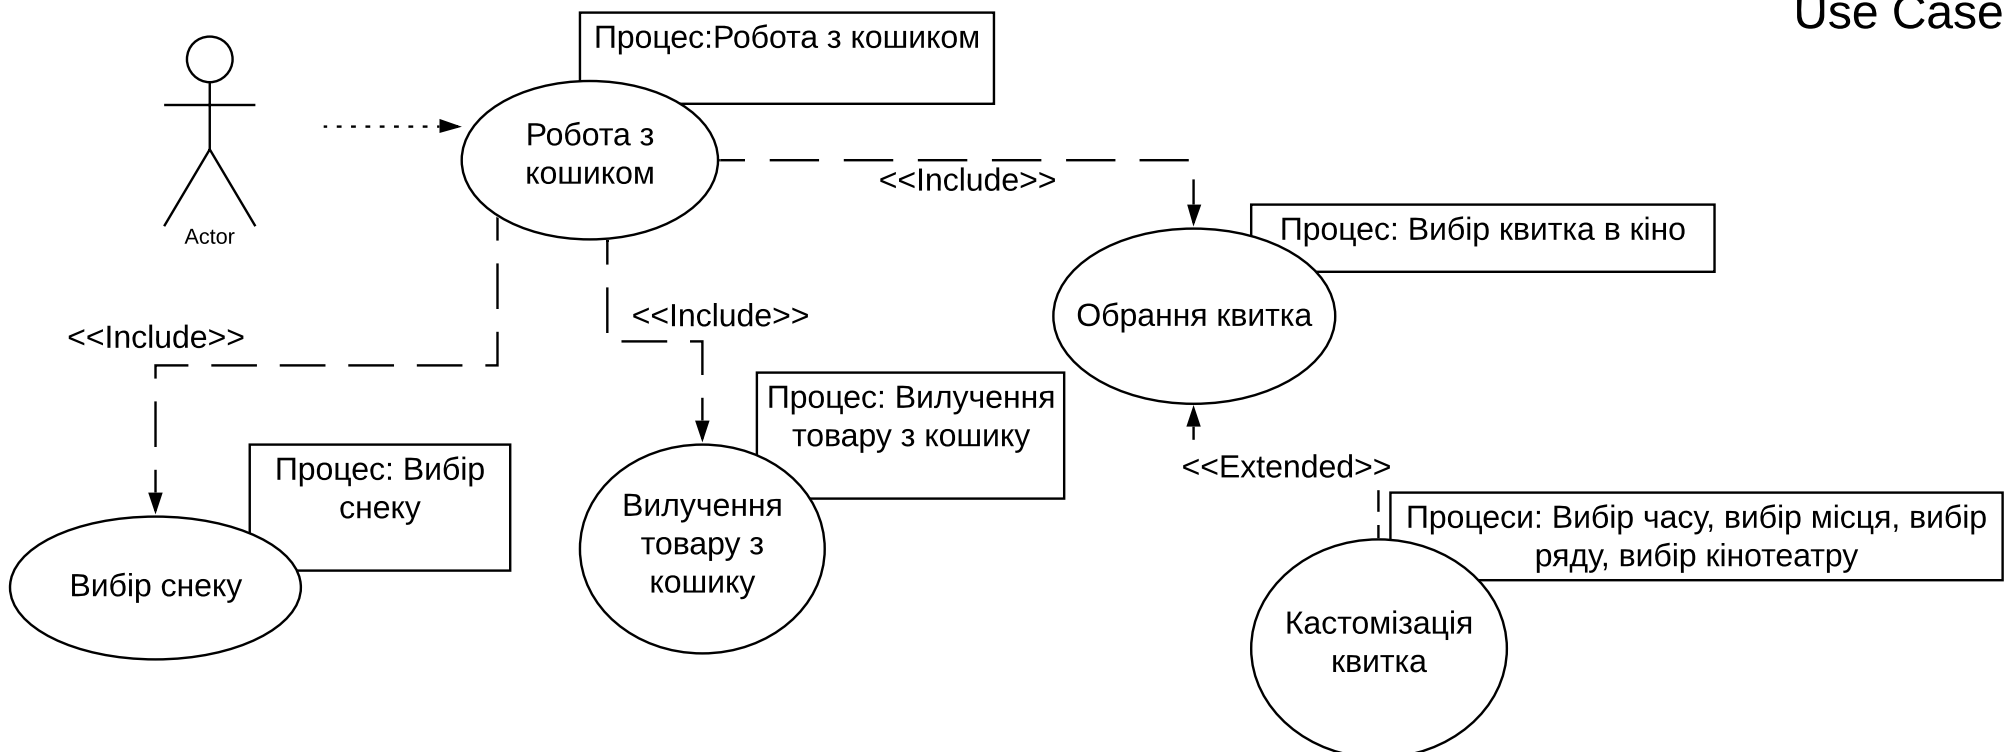 Use Case
Процес:Робота з кошиком
Робота з
кошиком
Actor
<<Include>>
Процес: Вибір квитка в кіно
Обрання квитка
<<Include>>
<<Include>>
Процес: Вилучення
товару з кошику
Процес: Вибір
снеку
<<Extended>>
Вилучення
товару з
кошику
Процеси: Вибір часу, вибір місця, вибір
ряду, вибір кінотеатру
Вибір снеку
Кастомізація
квитка